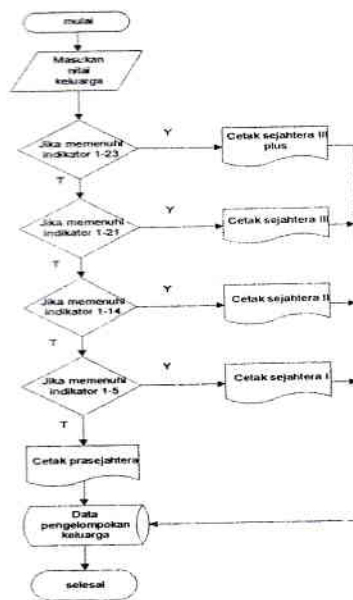 mulai
Masukan
nilai
keluarga
Jika memenuhi
indikator 1-23
Y
Cetak sejahtera III
plus
T
Jika memenuhi
indikator 1-21
Y
Cetak sejahtera III
T
Jika memenuhi
indikator 1-14
Y
Cetak sejahtera II
T
Jika memenuhi
indikator 1-5
Y
Cetak sejahtera I
T
Cetak prasejahtera
Data
pengelompokan
keluarga
selesai